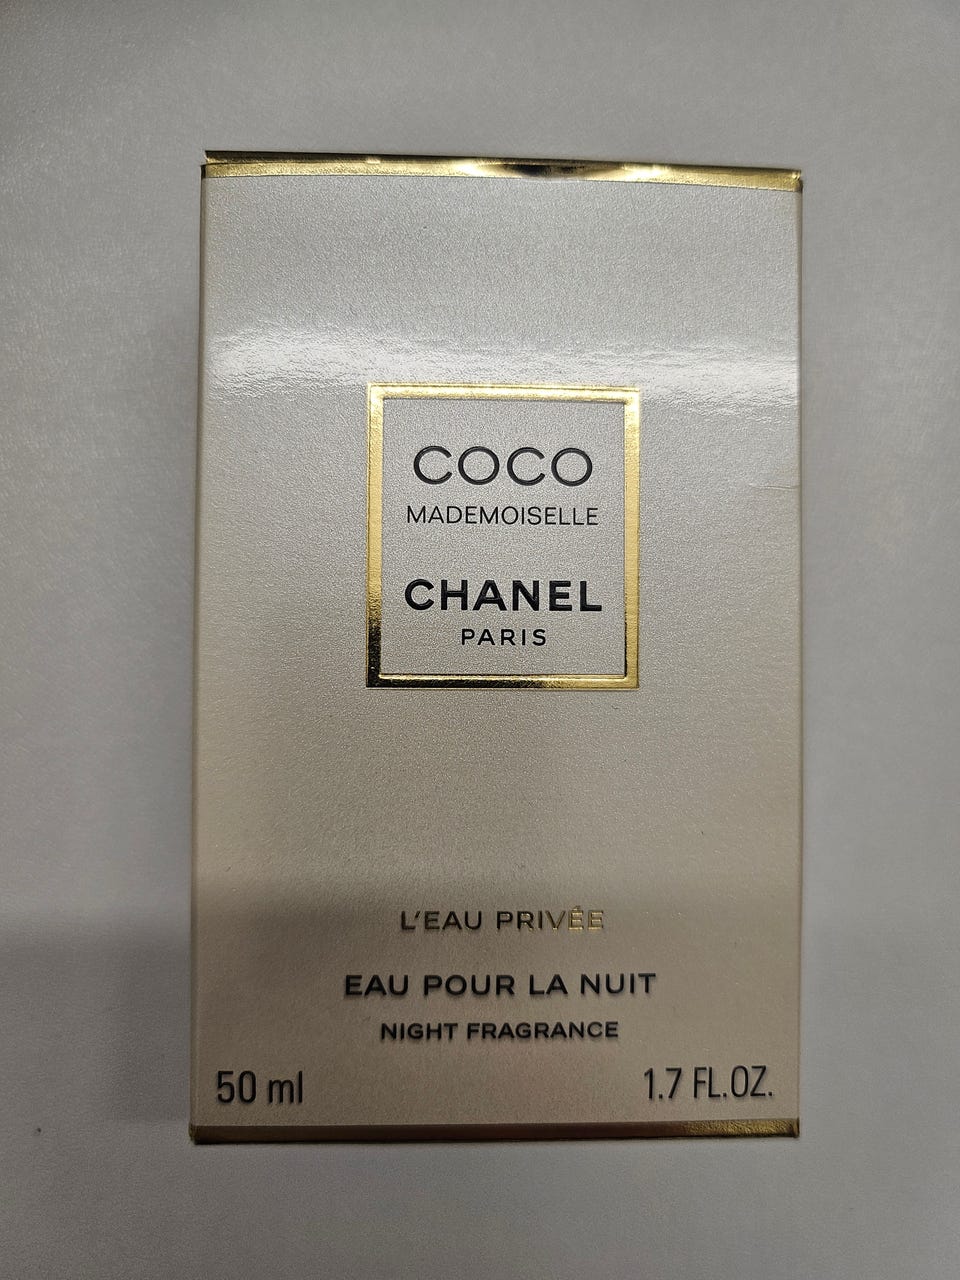 COCO
MADEMOISELLE
CHANEL
PARIS
L'EAU PRIVÉE
EAU POUR LA NUIT
NIGHT FRAGRANCE
50 ml 1.7 FL.OZ.